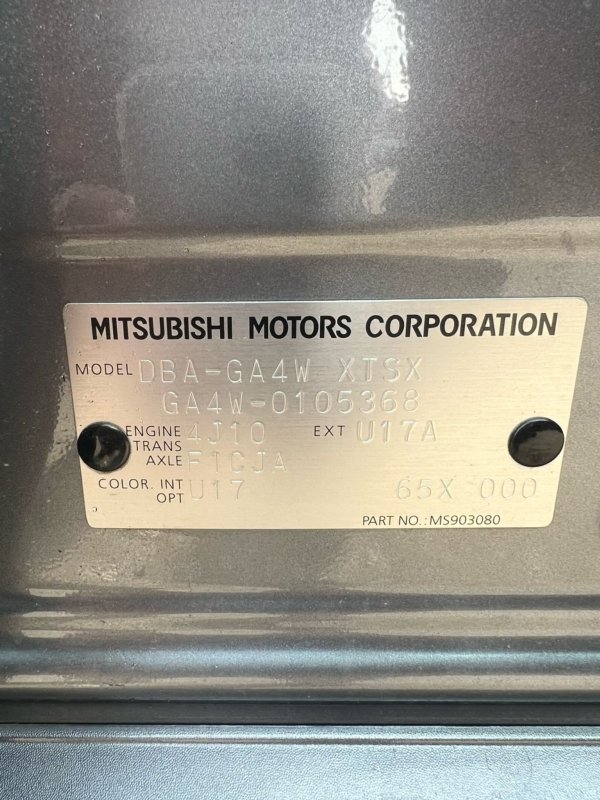 MITSUBISHI MOTORS CORPORATION
MODEL DBA-GA4W XTSX
GA4W-0105368
ENGINE 4J10 EXT U17A
TRANS
AXLE F1CJA
COLOR. INT U17 65X 000
OPT
PART NO.: MS903080